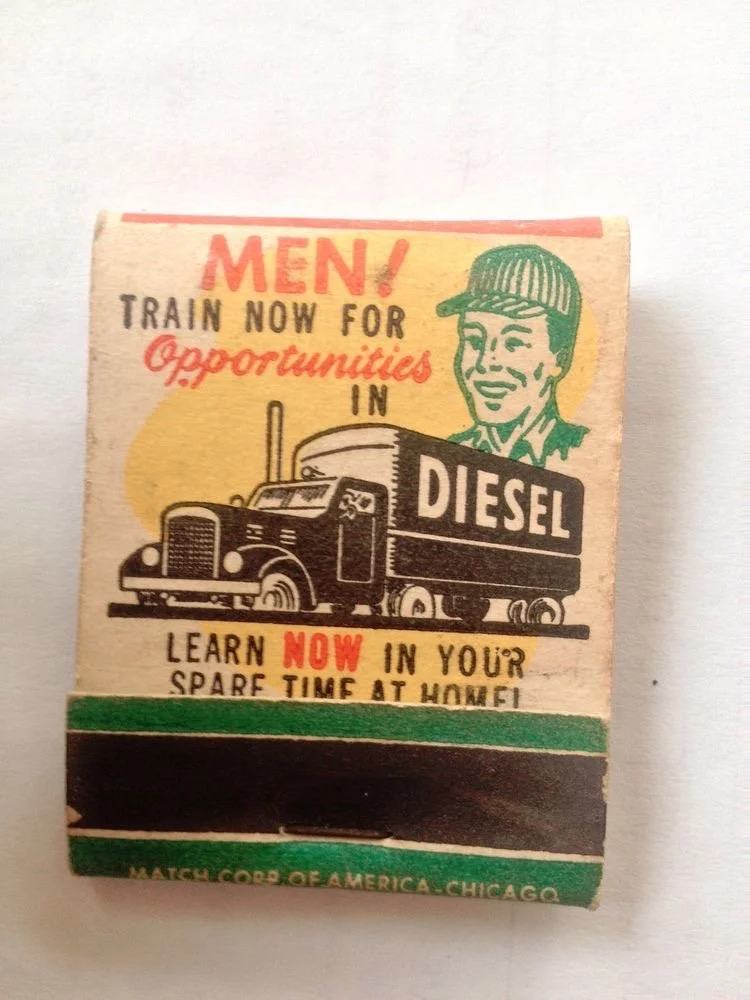 MEN!
TRAIN NOW FOR
Opportunities
IN
DIESEL
LEARN NOW IN YOUR
SPARE TIME AT HOME!
MATCH CORP. OF AMERICA-CHICAGO